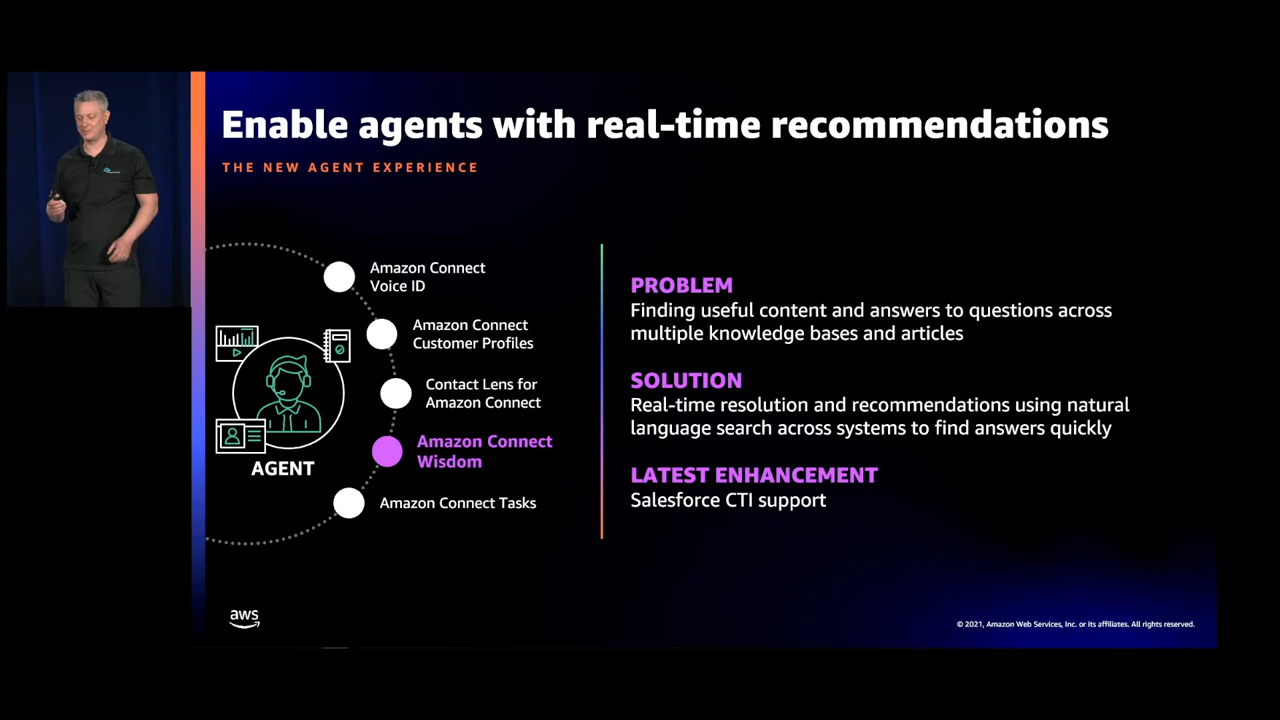 Enable agents with real-time recommendations
THE NEW AGENT EXPERIENCE
Amazon Connect
Voice ID
Amazon Connect
Customer Profiles
Contact Lens for
Amazon Connect
Amazon Connect
Wisdom
Amazon Connect Tasks
AGENT
PROBLEM
Finding useful content and answers to questions across
multiple knowledge bases and articles
SOLUTION
Real-time resolution and recommendations using natural
language search across systems to find answers quickly
LATEST ENHANCEMENT
Salesforce CTI support
aws
© 2021, Amazon Web Services, Inc. or its affiliates. All rights reserved.